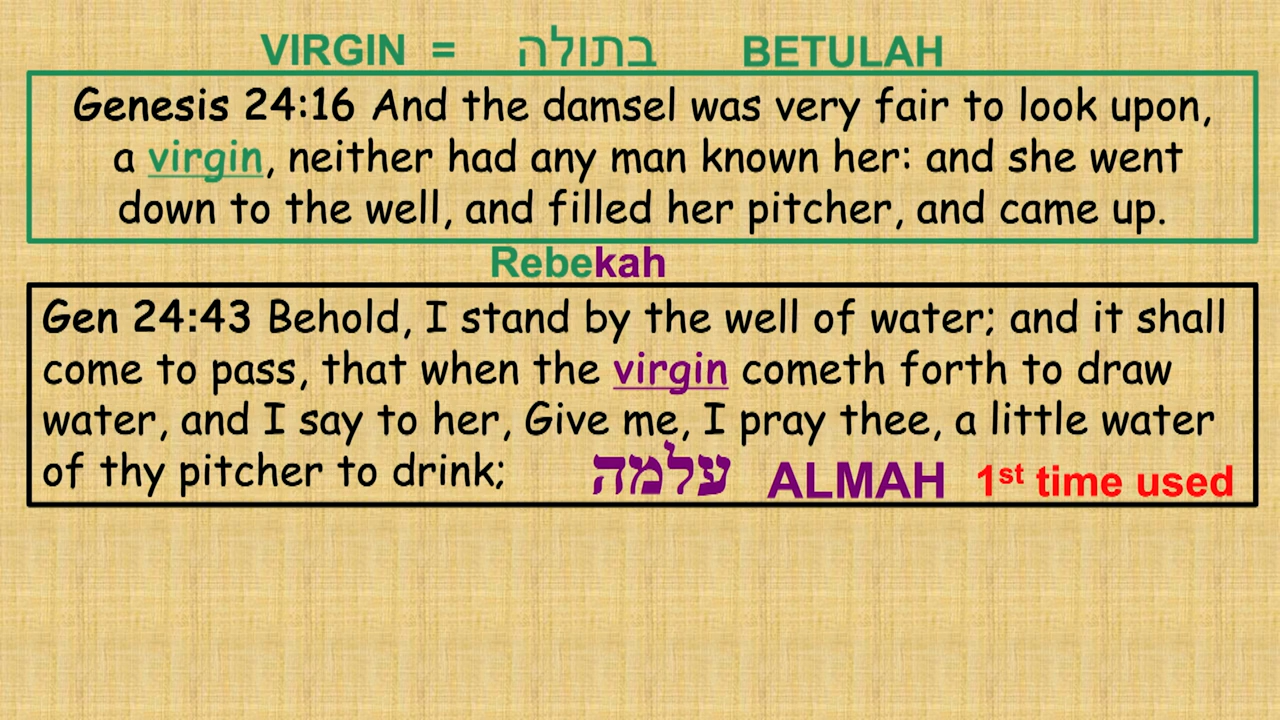 VIRGIN = בתולה BETULAH
Genesis 24:16 And the damsel was very fair to look upon,
a virgin, neither had any man known her: and she went
down to the well, and filled her pitcher, and came up.
Rebekah
Gen 24:43 Behold, I stand by the well of water; and it shall
come to pass, that when the virgin cometh forth to draw
water, and I say to her, Give me, I pray thee, a little water
of thy pitcher to drink; עלמה ALMAH 1st time used